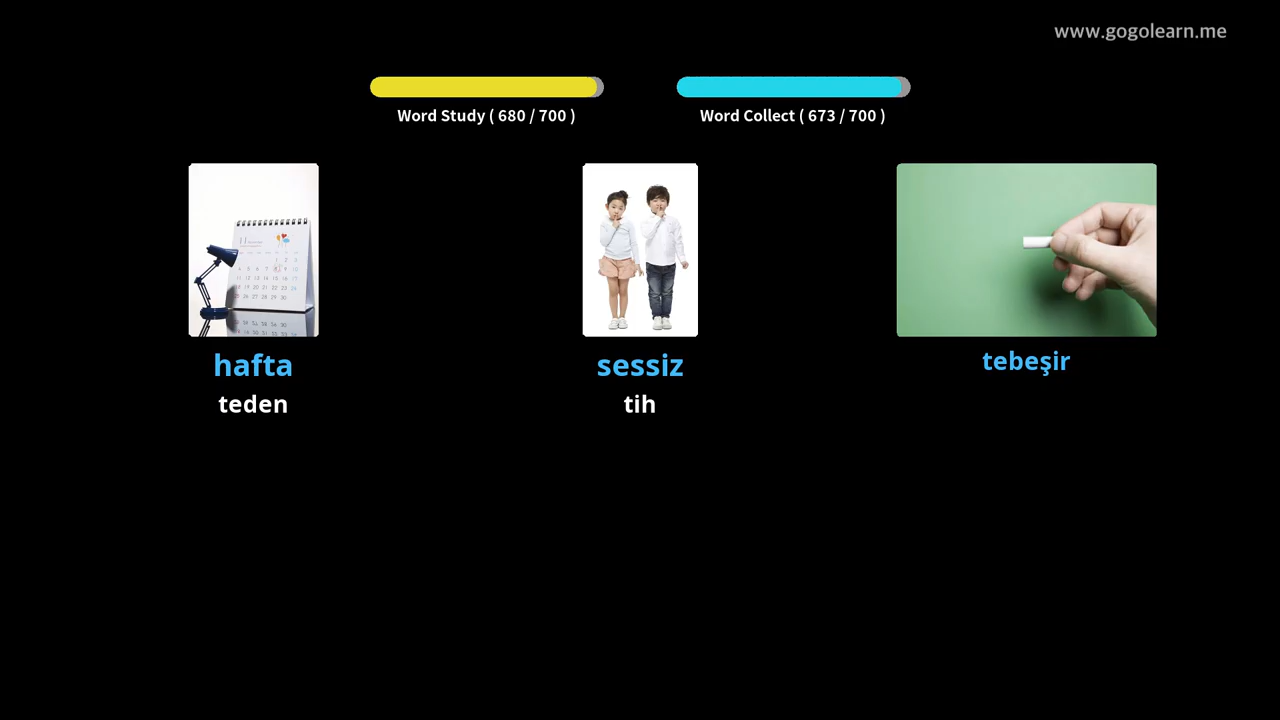 www.gogolearn.me
Word Study ( 680 / 700 )
Word Collect ( 673 / 700 )
hafta
teden
sessiz
tih
tebeşir